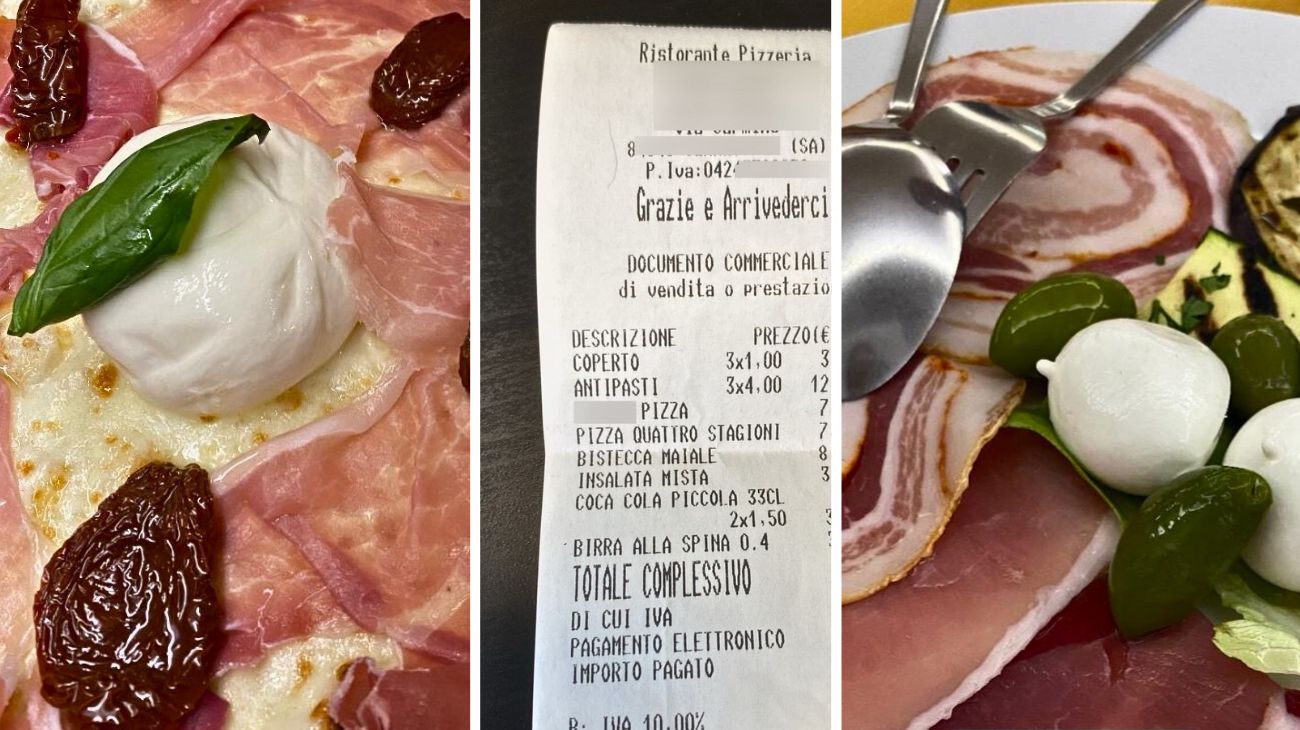 Ristorante Pizzeria
(SA)
P.Iva:042
Grazie e Arrivederci
DOCUMENTO COMMERCIALE
di vendita o prestazio
DESCRIZIONE PREZZO(€
COPERTO 3x1,00 3
ANTIPASTI 3x4,00 12
PIZZA 7
PIZZA QUATTRO STAGIONI 7
BISTECCA MAIALE 8
INSALATA MISTA 3
COCA COLA PICCOLA 33CL
2x1,50 3
BIRRA ALLA SPINA 0.4
TOTALE COMPLESSIVO
DI CUI IVA
PAGAMENTO ELETTRONICO
IMPORTO PAGATO
B: IVA 10,00%